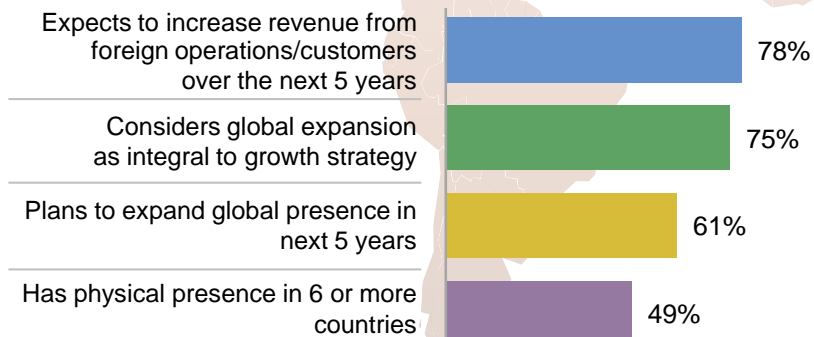 Expects to increase revenue from
foreign operations/customers
over the next 5 years
78%
Considers global expansion
as integral to growth strategy
75%
Plans to expand global presence in
next 5 years
61%
Has physical presence in 6 or more
countries
49%